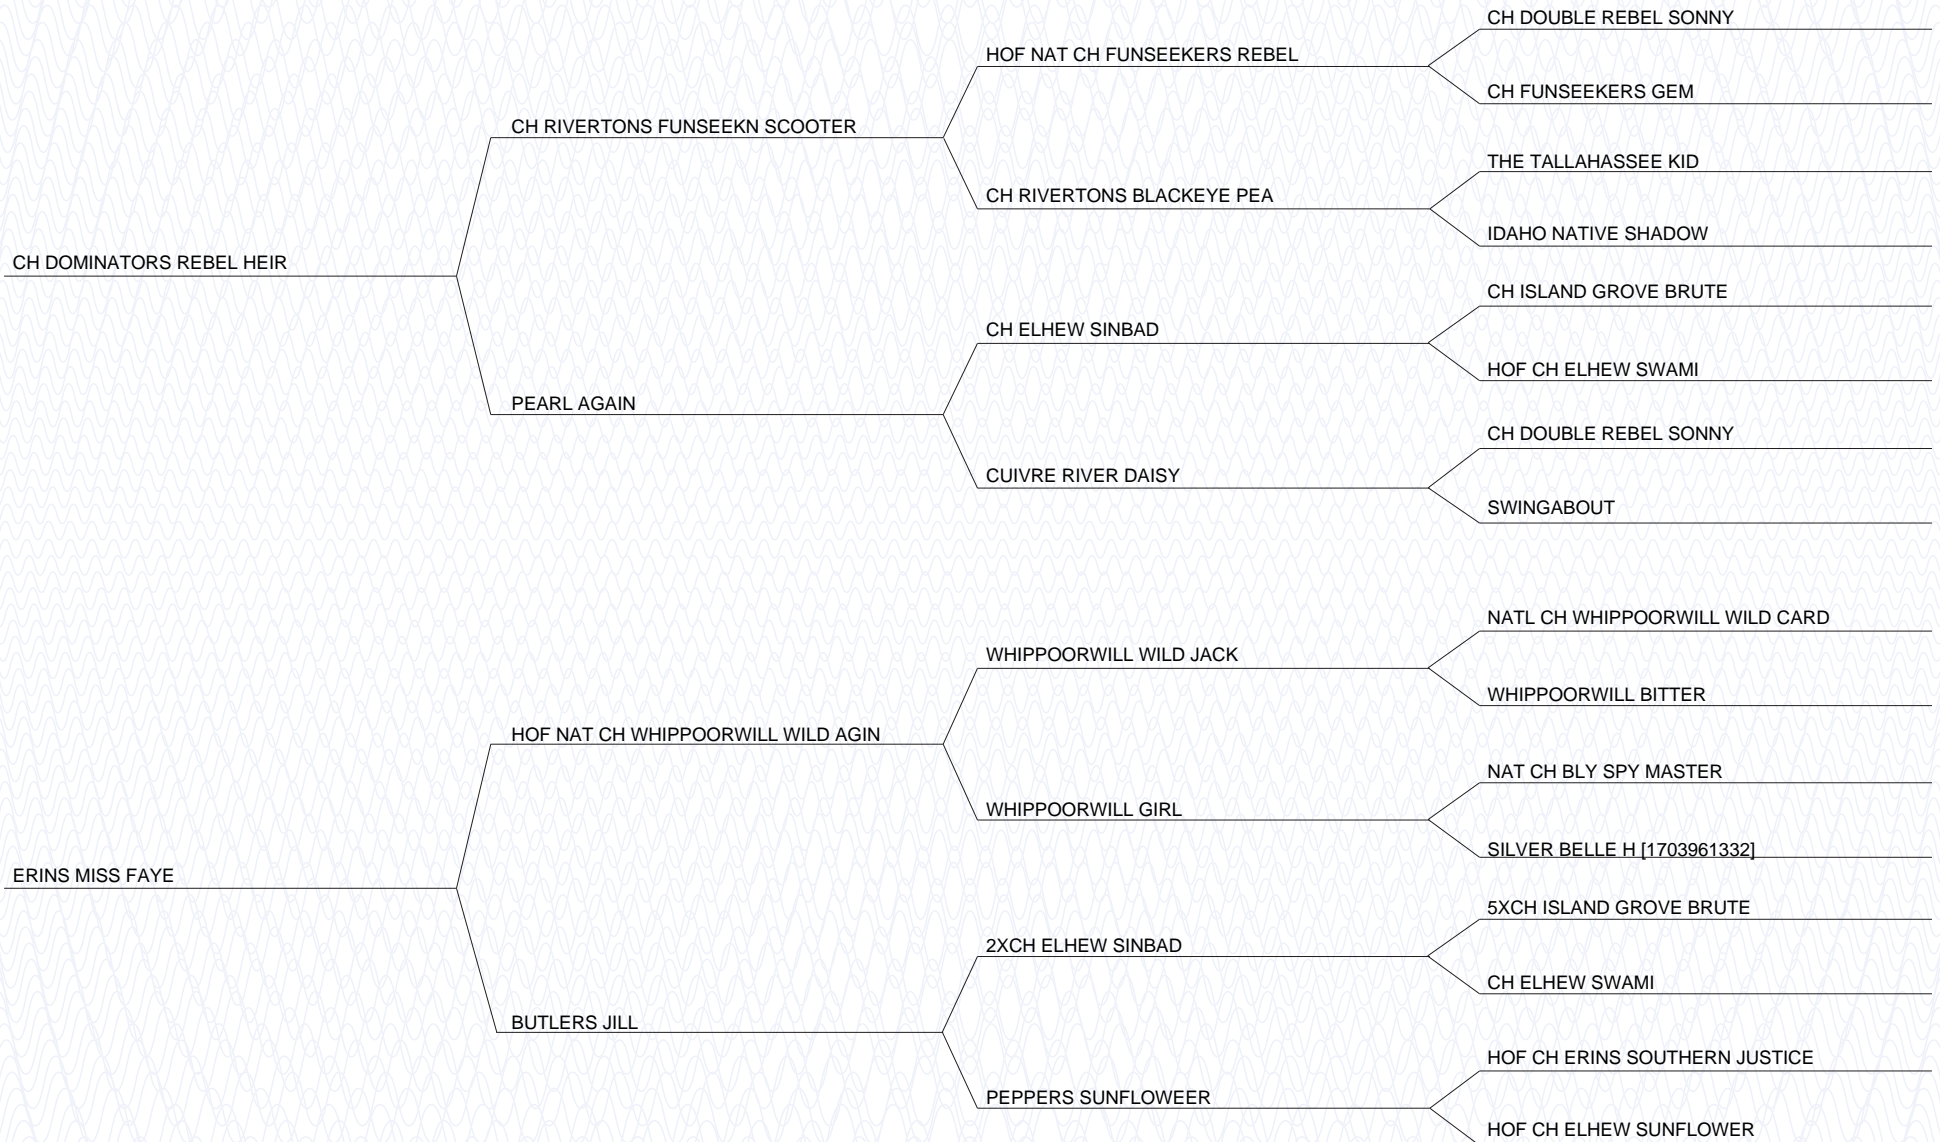 CH DOUBLE REBEL SONNY
HOF NAT CH FUNSEEKERS REBEL
CH FUNSEEKERS GEM
CH RIVERTONS FUNSEEKN SCOOTER
THE TALLAHASSEE KID
CH RIVERTONS BLACKEYE PEA
IDAHO NATIVE SHADOW
CH DOMINATORS REBEL HEIR
CH ISLAND GROVE BRUTE
CH ELHEW SINBAD
HOF CH ELHEW SWAMI
PEARL AGAIN
CH DOUBLE REBEL SONNY
CUIVRE RIVER DAISY
SWINGABOUT
NATL CH WHIPPOORWILL WILD CARD
WHIPPOORWILL WILD JACK
WHIPPOORWILL BITTER
HOF NAT CH WHIPPOORWILL WILD AGIN
NAT CH BLY SPY MASTER
WHIPPOORWILL GIRL
SILVER BELLE H [1703961332]
ERINS MISS FAYE
5XCH ISLAND GROVE BRUTE
2XCH ELHEW SINBAD
CH ELHEW SWAMI
BUTLERS JILL
HOF CH ERINS SOUTHERN JUSTICE
PEPPERS SUNFLOWEER
HOF CH ELHEW SUNFLOWER